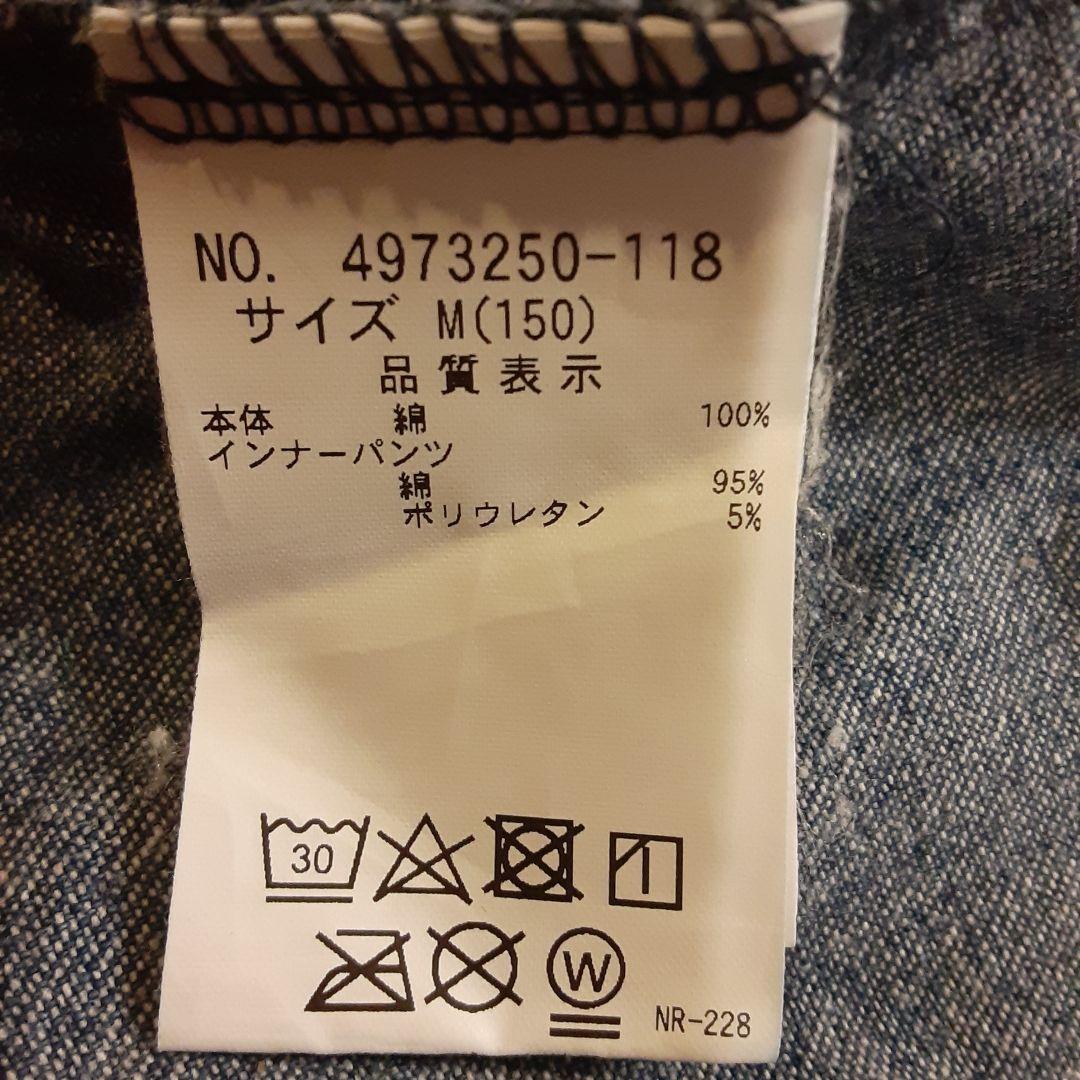 NO. 4973250-118
サイズ M(150)
品質表示
本体 綿 100%
インナーパンツ
綿 95%
ポリウレタン 5%
30
W
NR-228